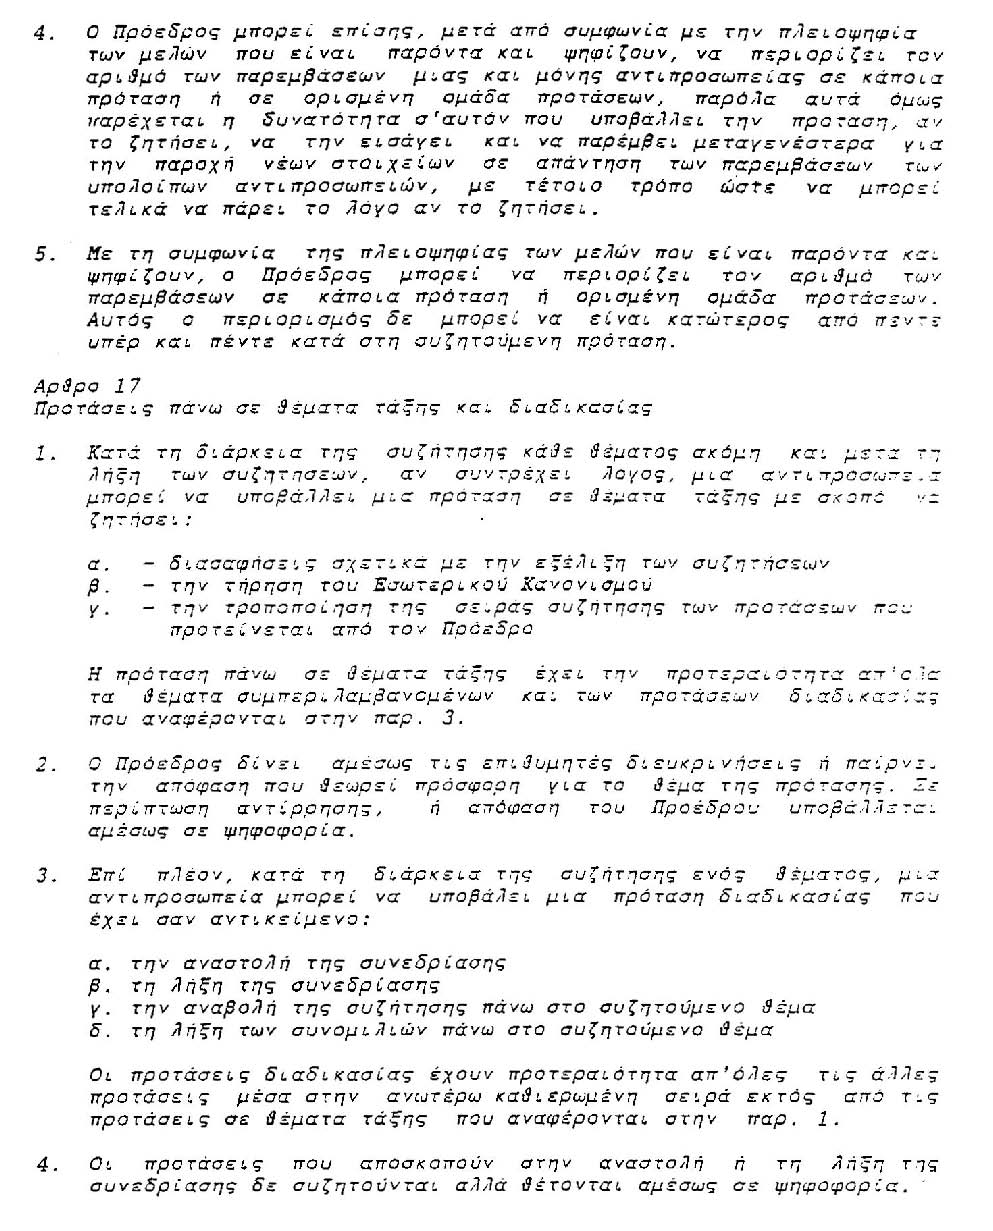 4. Ο Πρόεδρος μπορεί επίσης, μετά από συμφωνία με την πλειοψηφία
των μελών που είναι παρόντα και ψηφίζουν, να περιορίζει τον
αριθμό των παρεμβάσεων μιας και μόνης αντιπροσωπείας σε κάποια
πρόταση ή σε ορισμένη ομάδα προτάσεων, παρόλα αυτά όμως
παρέχεται η δυνατότητα σ'αυτόν που υποβάλλει την πρόταση, αν
το ζητήσει, να την εισάγει και να παρέμβει μεταγενέστερα για
την παροχή νέων στοιχείων σε απάντηση των παρεμβάσεων των
υπολοίπων αντιπροσωπειών, με τέτοιο τρόπο ώστε να μπορεί
τελικά να πάρει το λόγο αν το ζητήσει.
5. Με τη συμφωνία της πλειοψηφίας των μελών που είναι παρόντα και
ψηφίζουν, ο Πρόεδρος μπορεί να περιορίζει τον αριθμό των
παρεμβάσεων σε κάποια πρόταση ή ορισμένη ομάδα προτάσεων.
Αυτός ο περιορισμός δε μπορεί να είναι κατώτερος από πέντε
υπέρ και πέντε κατά στη συζητούμενη πρόταση.
Αρθρο 17
Προτάσεις πάνω σε θέματα τάξης και διαδικασίας
1. Κατά τη διάρκεια της συζήτησης κάθε θέματος ακόμη και μετά τη
λήξη των συζητήσεων, αν συντρέχει λόγος, μια αντιπροσωπεία
μπορεί να υποβάλλει μια πρόταση σε θέματα τάξης με σκοπό να
ζητήσει:
α. - διασαφήσεις σχετικά με την εξέλιξη των συζητήσεων
β. - την τήρηση του Εσωτερικού Κανονισμού
γ. - την τροποποίηση της σειράς συζήτησης των προτάσεων που
προτείνεται από τον Πρόεδρο
Η πρόταση πάνω σε θέματα τάξης έχει την προτεραιότητα απ'όλα
τα θέματα συμπεριλαμβανομένων και των προτάσεων διαδικασίας
που αναφέρονται στην παρ. 3.
2. Ο Πρόεδρος δίνει αμέσως τις επιθυμητές διευκρινήσεις ή παίρνει
την απόφαση που θεωρεί πρόσφορη για το θέμα της πρότασης. Σε
περίπτωση αντίρρησης, ή απόφαση του Προέδρου υποβάλλεται
αμέσως σε ψηφοφορία.
3. Επί πλέον, κατά τη διάρκεια της συζήτησης ενός θέματος, μια
αντιπροσωπεία μπορεί να υποβάλει μια πρόταση διαδικασίας που
έχει σαν αντικείμενο:
α. την αναστολή της συνεδρίασης
β. τη λήξη της συνεδρίασης
γ. την αναβολή της συζήτησης πάνω στο συζητούμενο θέμα
δ. τη λήξη των συνομιλιών πάνω στο συζητούμενο θέμα
Οι προτάσεις διαδικασίας έχουν προτεραιότητα απ'όλες τις άλλες
προτάσεις μέσα στην ανωτέρω καθιερωμένη σειρά εκτός από τις
προτάσεις σε θέματα τάξης που αναφέρονται στην παρ. 1.
4. Οι προτάσεις που αποσκοπούν στην αναστολή ή τη λήξη της
συνεδρίασης δε συζητούνται αλλά θέτονται αμέσως σε ψηφοφορία.